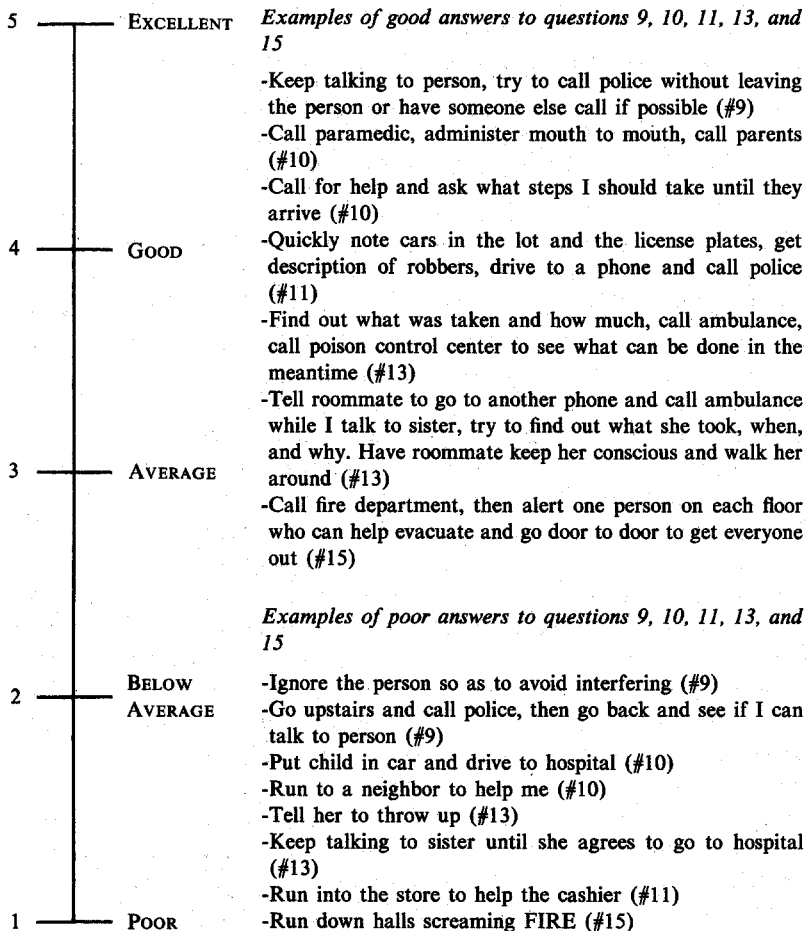 5 EXCELLENT Examples of good answers to questions 9, 10, 11, 13, and
15
-Keep talking to person, try to call police without leaving
the person or have someone else call if possible (#9)
-Call paramedic, administer mouth to mouth, call parents
(#10)
-Call for help and ask what steps I should take until they
arrive (#10)
4 GOOD -Quickly note cars in the lot and the license plates, get
description of robbers, drive to a phone and call police
(#11)
-Find out what was taken and how much, call ambulance,
call poison control center to see what can be done in the
meantime (#13)
-Tell roommate to go to another phone and call ambulance
while I talk to sister, try to find out what she took, when,
and why. Have roommate keep her conscious and walk her
3 AVERAGE around (#13)
-Call fire department, then alert one person on each floor
who can help evacuate and go door to door to get everyone
out (#15)
Examples of poor answers to questions 9, 10, 11, 13, and
15
2 BELOW -Ignore the person so as to avoid interfering (#9)
AVERAGE -Go upstairs and call police, then go back and see if I can
talk to person (#9)
-Put child in car and drive to hospital (#10)
-Run to a neighbor to help me (#10)
-Tell her to throw up (#13)
-Keep talking to sister until she agrees to go to hospital
(#13)
-Run into the store to help the cashier (#11)
1 POOR -Run down halls screaming FIRE (#15)